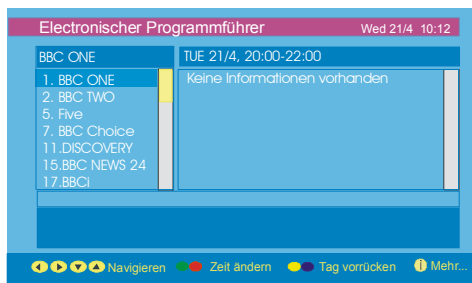 Electronischer Programmführer Wed 21/4 10:12
BBC ONE
TUE 21/4, 20:00-22:00
1. BBC ONE
2. BBC TWO
5. Five
7. BBC Choice
11.DISCOVERY
15.BBC NEWS 24
17.BBCi
Keine Informationen vorhanden
Navigieren Zeit ändern Tag vorrücken i Mehr...